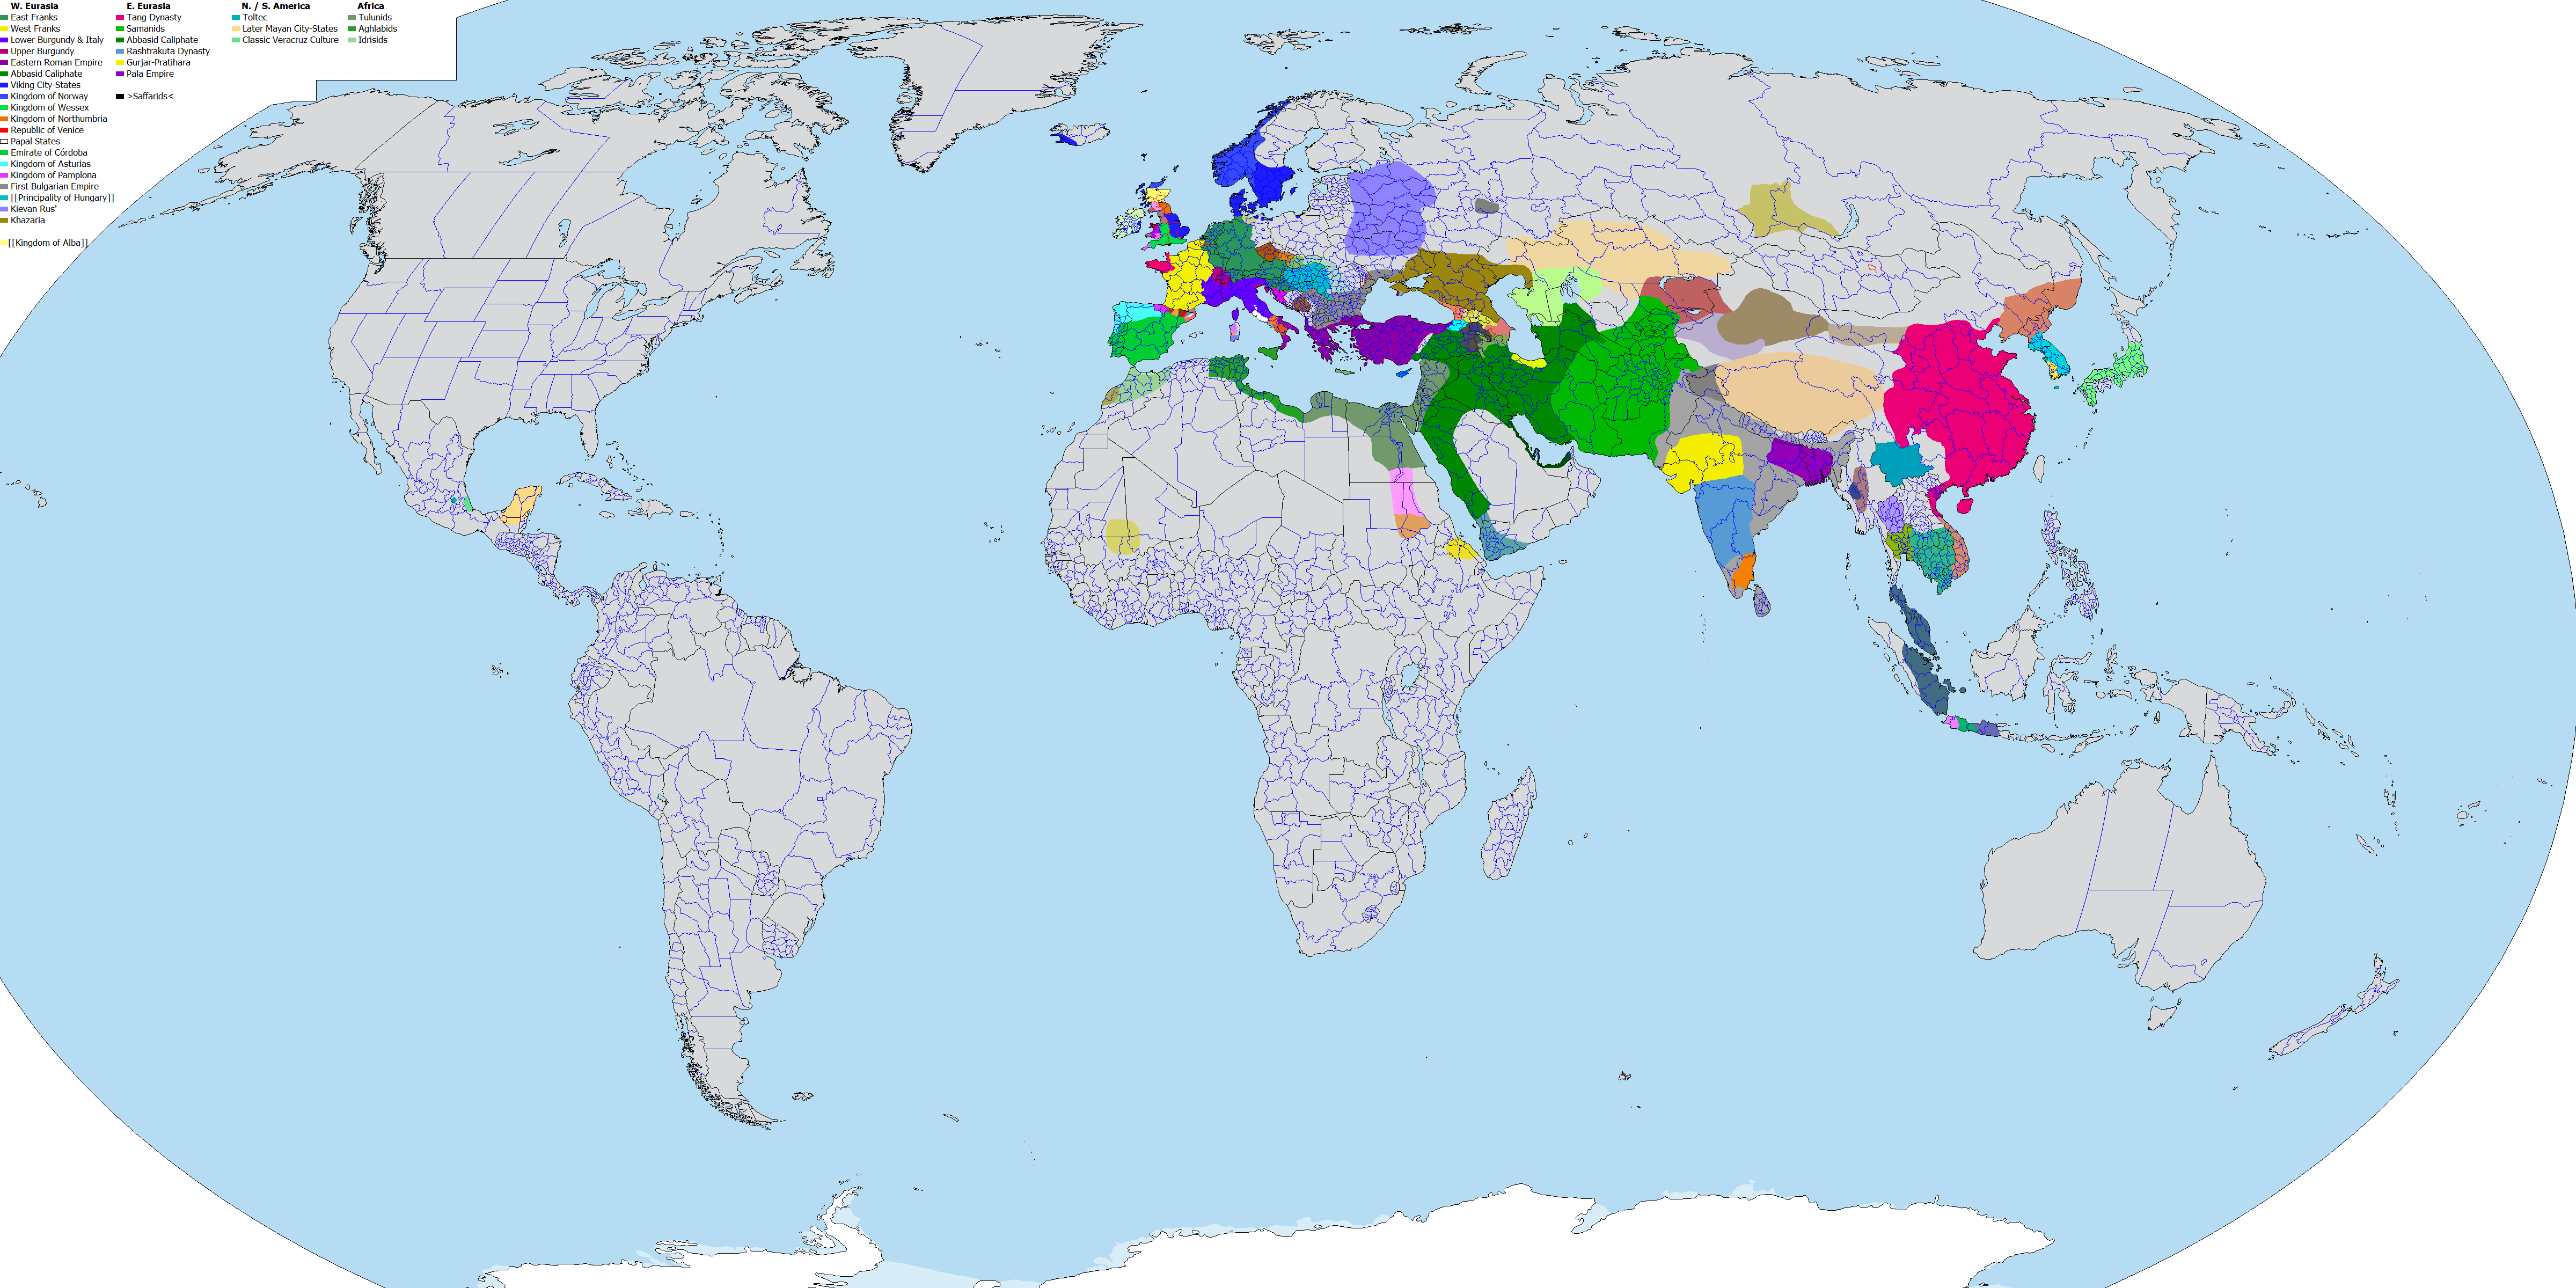 W. Eurasia
East Franks
West Franks
Lower Burgundy & Italy
Upper Burgundy
Eastern Roman Empire
Abbasid Caliphate
Viking City-States
Kingdom of Norway
Kingdom of Wessex
Kingdom of Northumbria
Republic of Venice
Papal States
Emirate of Córdoba
Kingdom of Asturias
Kingdom of Pamplona
First Bulgarian Empire
[[Principality of Hungary]]
Kievan Rus'
Khazaria
[[Kingdom of Alba]]
E. Eurasia
Tang Dynasty
Samanids
Abbasid Caliphate
Rashtrakuta Dynasty
Gurjar-Pratihara
Pala Empire
>Saffarids<
N. / S. America
Toltec
Later Mayan City-States
Classic Veracruz Culture
Africa
Tulunids
Aghlabids
Idrisids